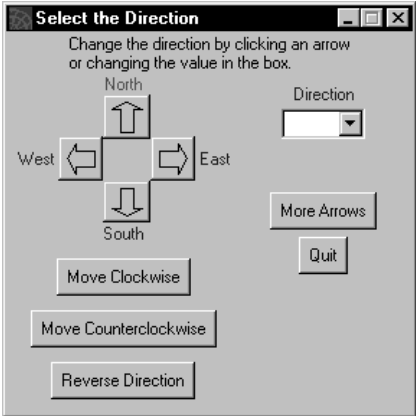 Select the Direction
Change the direction by clicking an arrow
or changing the value in the box.
North
Direction
West
East
South
More Arrows
Quit
Move Clockwise
Move Counterclockwise
Reverse Direction